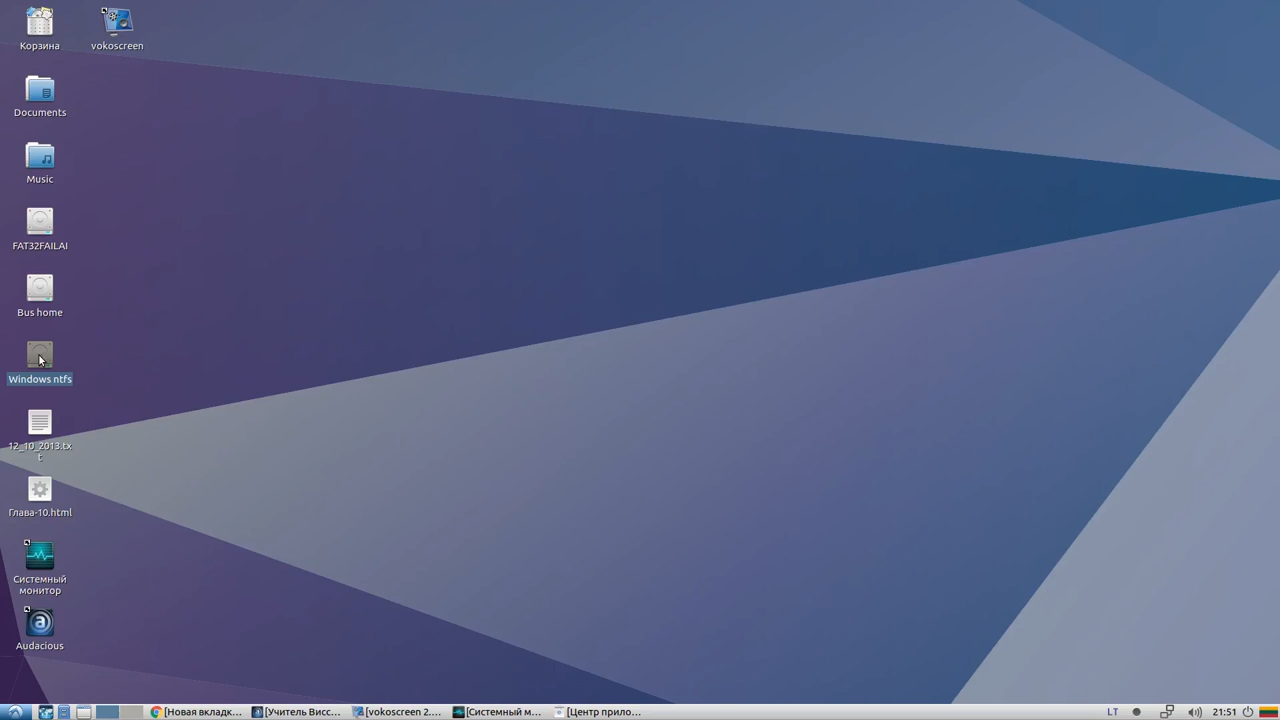 Корзина
vokoscreen
Documents
Music
FAT32FAILAI
Bus home
Windows ntfs
12_10_2013.tx
t
Глава-10.html
Системный
монитор
Audacious
[Новая вкладк...
[Учитель Висс...
[vokoscreen 2....
[Системный м...
[Центр прило...
LT
21:51